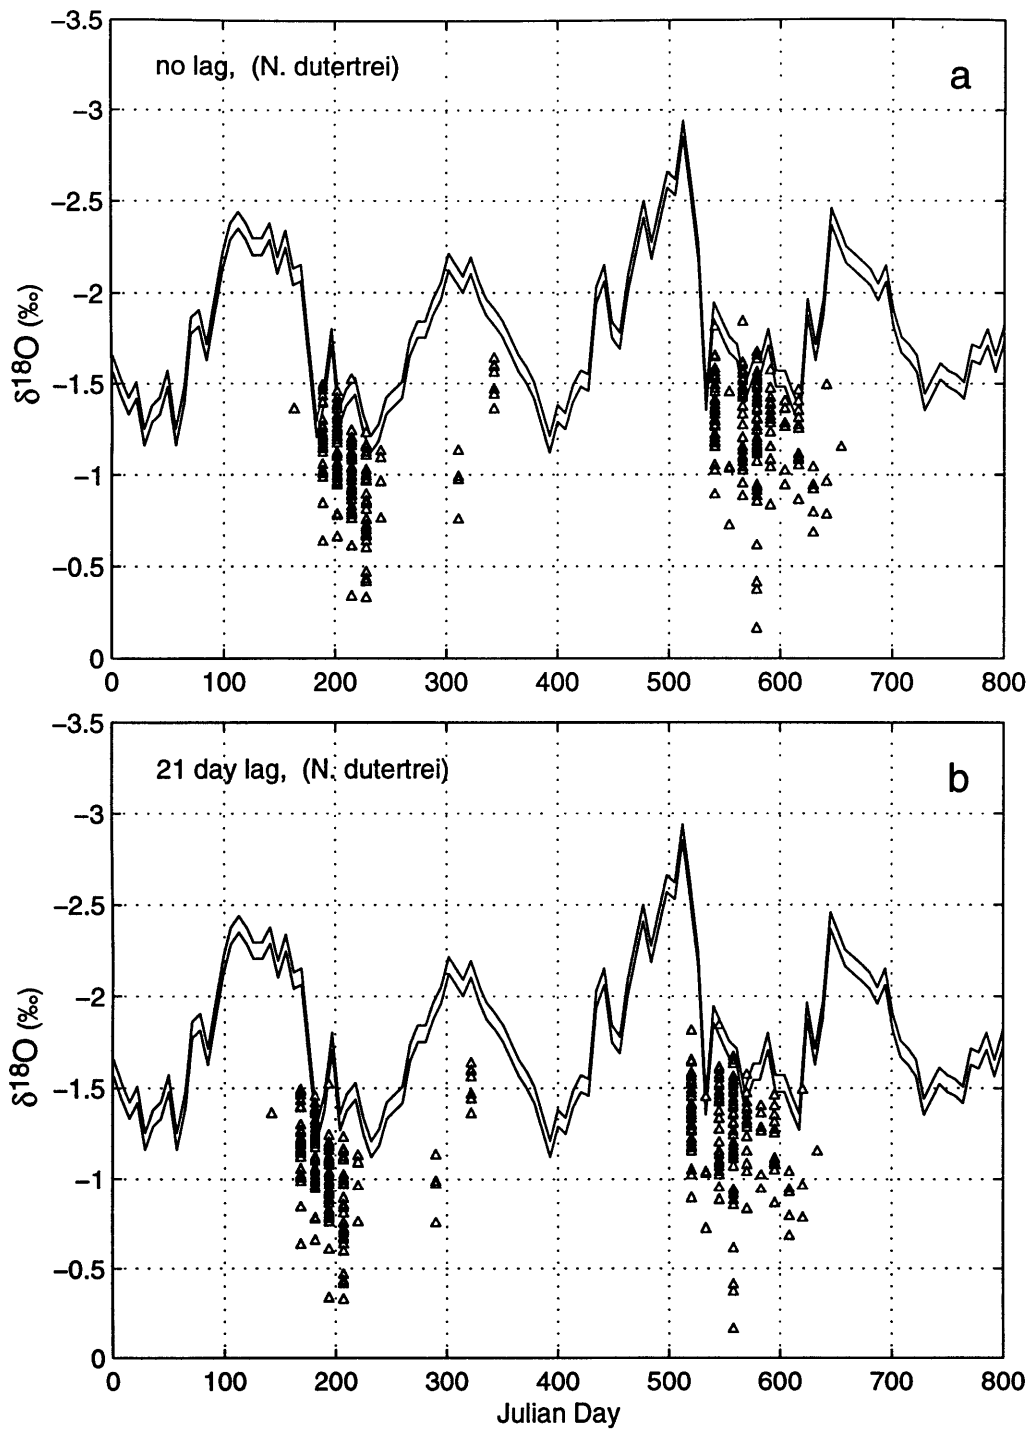 −3.5
no lag, (N. dutertrei)
a
−3
−2.5
−2
δ18O (‰)
−1.5
−1
−0.5
0
0 100 200 300 400 500 600 700 800
−3.5
21 day lag, (N. dutertrei)
b
−3
−2.5
−2
δ18O (‰)
−1.5
−1
−0.5
0
0 100 200 300 400 500 600 700 800
Julian Day